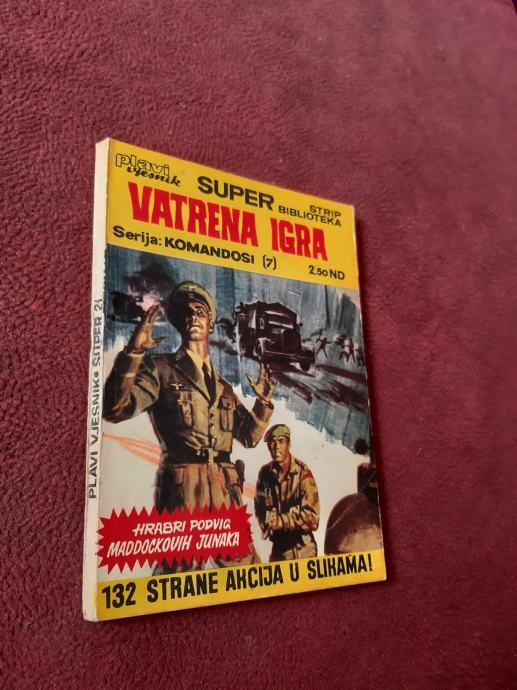 plavi
vjesnik
SUPER
STRIP
BIBLIOTEKA
VATRENA IGRA
Serija: KOMANDOSI (7)
2,50 ND
HRABRI PODVIG
MADDOCKOVIH JUNAKA
132 STRANE AKCIJA U SLIKAMA!
PLAVI VJESNIK • SITPER 21